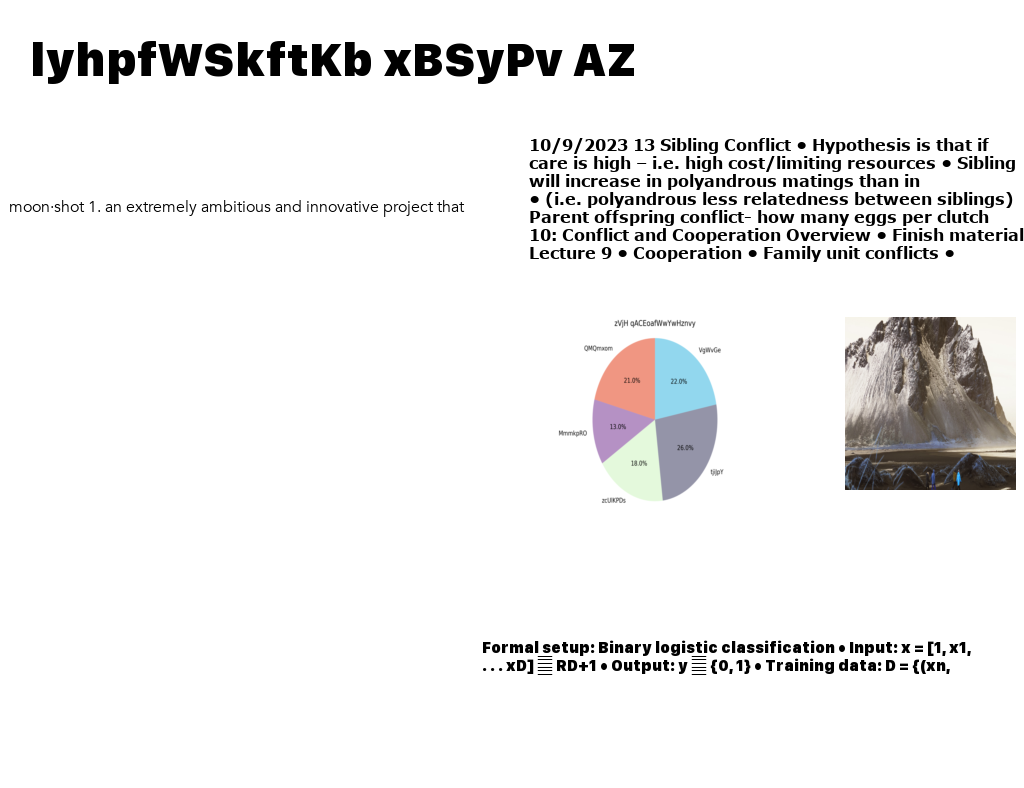 lyhpfWSkftKb xBSyPv AZ
10/9/2023 13 Sibling Conflict • Hypothesis is that if
care is high – i.e. high cost/limiting resources • Sibling
will increase in polyandrous matings than in
• (i.e. polyandrous less relatedness between siblings)
Parent offspring conflict– how many eggs per clutch
10: Conflict and Cooperation Overview • Finish material
Lecture 9 • Cooperation • Family unit conflicts •
moon·shot 1. an extremely ambitious and innovative project that
zVjH qACEoafWwYwHznvy
QMQmxom
VgWvGe
21.0%
22.0%
MmmkpRO
13.0%
26.0%
18.0%
tjiJpY
zcUlKPDs
Formal setup: Binary logistic classification • Input: x = [1, x1,
. . . xD] RD+1 • Output: y {0, 1} • Training data: D = {(xn,